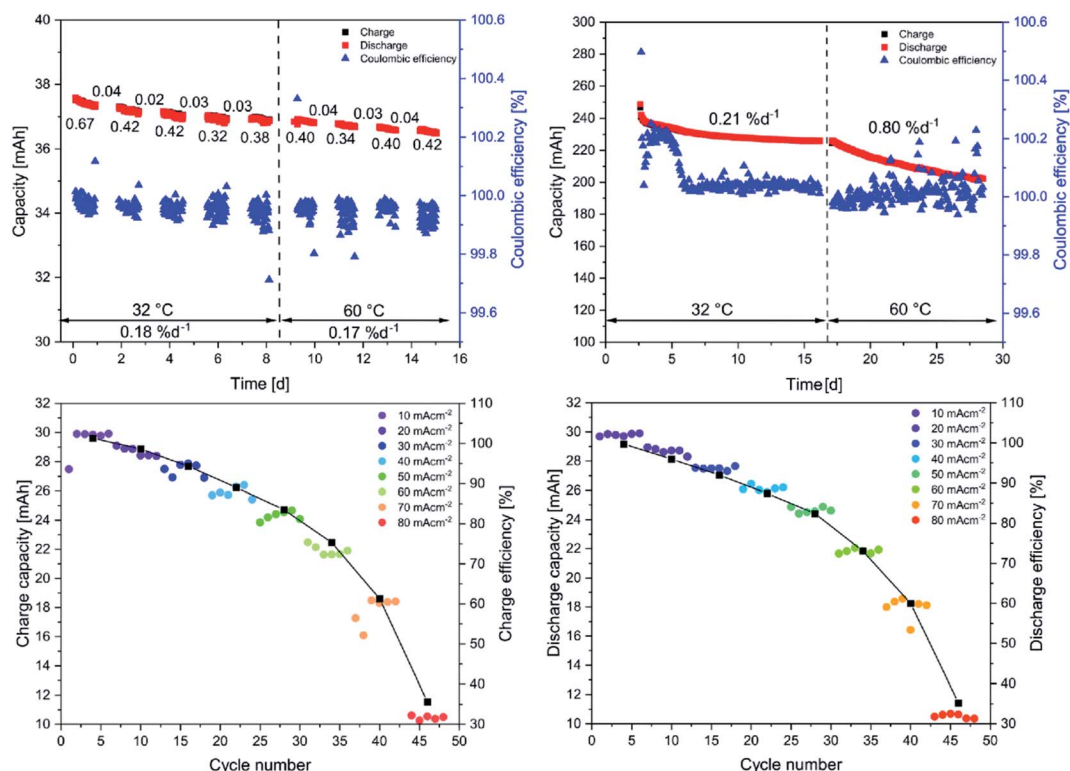 40
38
36
34
32
30
Capacity [mAh]
100.6
100.4
100.2
100.0
99.8
99.6
Coulombic efficiency [%]
Charge
Discharge
Coulombic efficiency
0.04 0.02 0.03 0.03 0.04 0.03 0.04
0.67 0.42 0.42 0.32 0.38 0.40 0.34 0.40 0.42
32 °C 60 °C
0.18 %d-1 0.17 %d-1
0 2 4 6 8 10 12 14 16
Time [d]
300
280
260
240
220
200
180
160
140
120
100
Capacity [mAh]
100.6
100.4
100.2
100.0
99.8
99.6
Coulombic efficiency [%]
Charge
Discharge
Coulombic efficiency
0.21 %d-1 0.80 %d-1
32 °C 60 °C
0 5 10 15 20 25 30
Time [d]
32
30
28
26
24
22
20
18
16
14
12
10
Charge capacity [mAh]
110
100
90
80
70
60
50
40
30
Charge efficiency [%]
10 mAcm-2
20 mAcm-2
30 mAcm-2
40 mAcm-2
50 mAcm-2
60 mAcm-2
70 mAcm-2
80 mAcm-2
0 5 10 15 20 25 30 35 40 45 50
Cycle number
32
30
28
26
24
22
20
18
16
14
12
10
Discharge capacity [mAh]
110
100
90
80
70
60
50
40
30
Discharge efficiency [%]
10 mAcm-2
20 mAcm-2
30 mAcm-2
40 mAcm-2
50 mAcm-2
60 mAcm-2
70 mAcm-2
80 mAcm-2
0 5 10 15 20 25 30 35 40 45 50
Cycle number